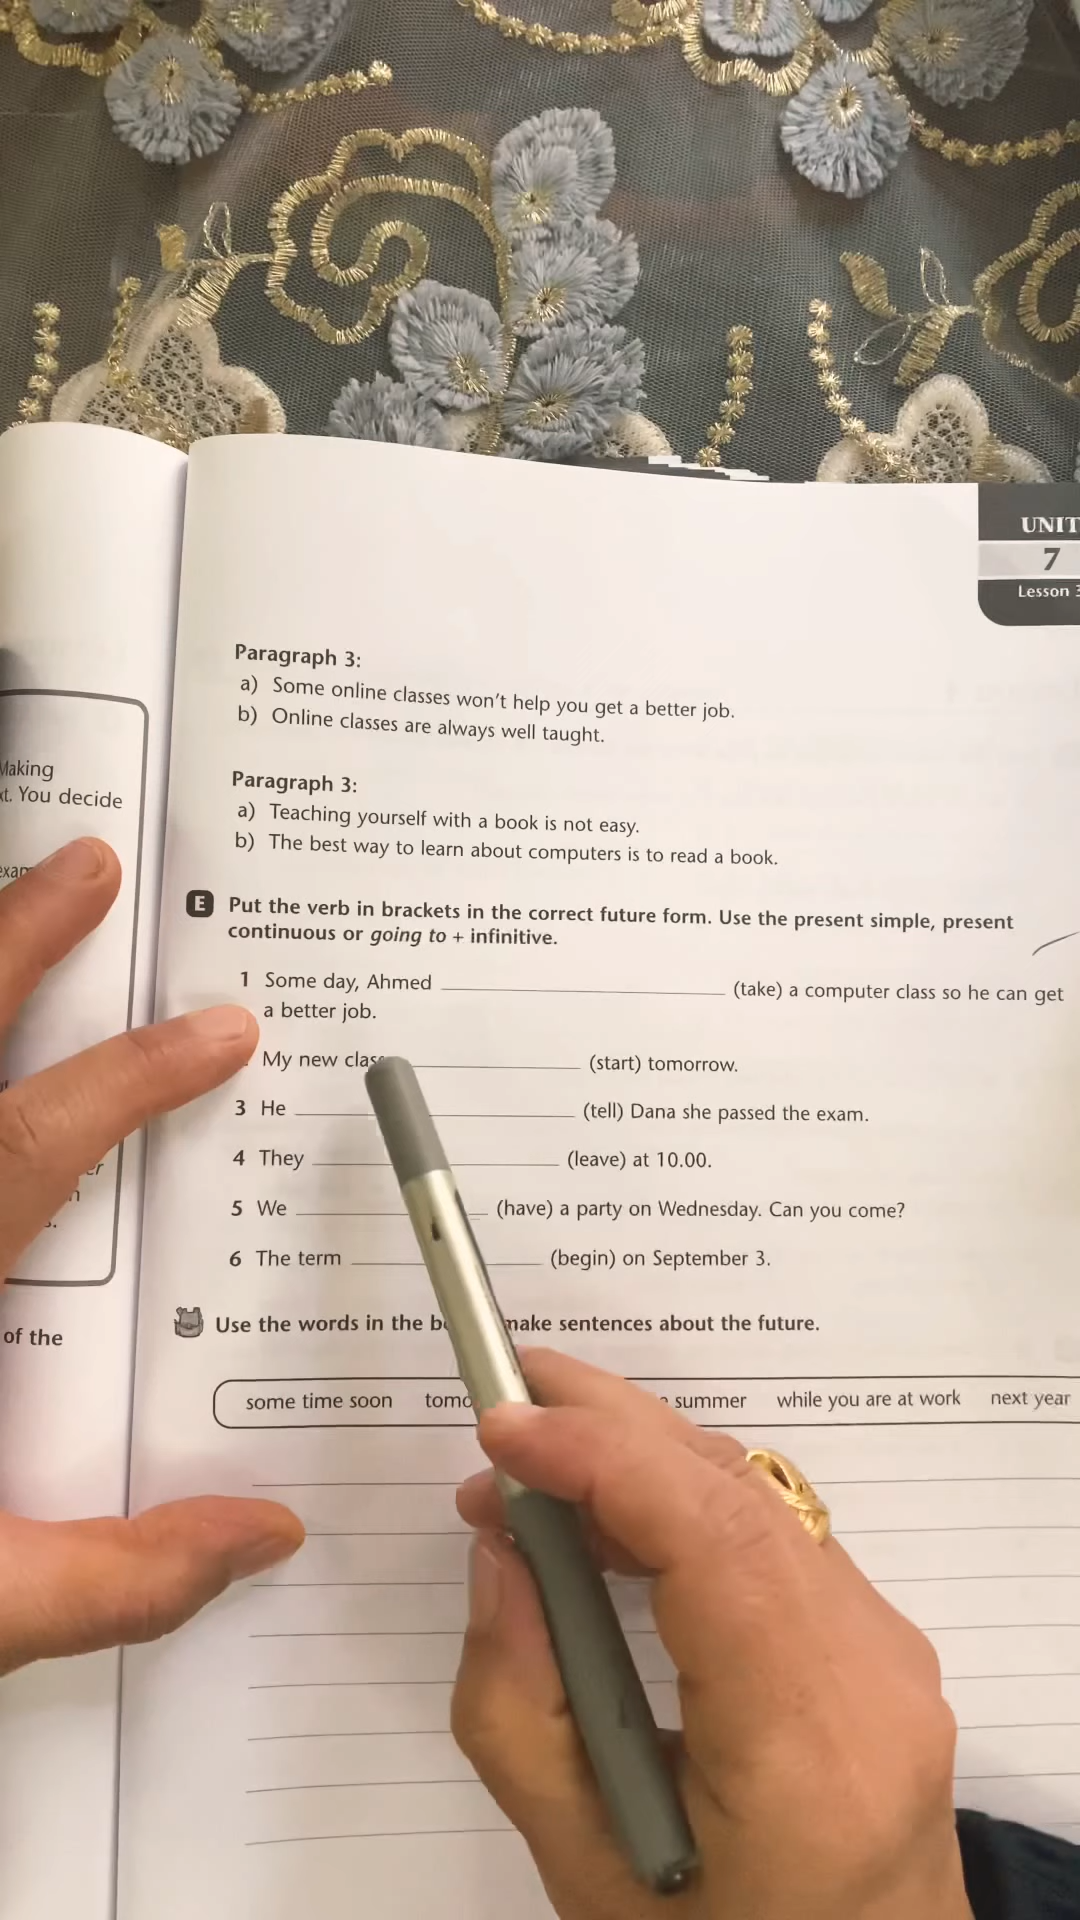 UNIT
7
Lesson 3
Paragraph 3:
a) Some online classes won't help you get a better job.
b) Online classes are always well taught.
Making
xt. You decide
Paragraph 3:
a) Teaching yourself with a book is not easy.
b) The best way to learn about computers is to read a book.
E Put the verb in brackets in the correct future form. Use the present simple, present
continuous or going to + infinitive.
1 Some day, Ahmed (take) a computer class so he can get
a better job.
My new class (start) tomorrow.
3 He (tell) Dana she passed the exam.
4 They (leave) at 10.00.
5 We (have) a party on Wednesday. Can you come?
6 The term (begin) on September 3.
of the
Use the words in the make sentences about the future.
some time soon summer while you are at work next year